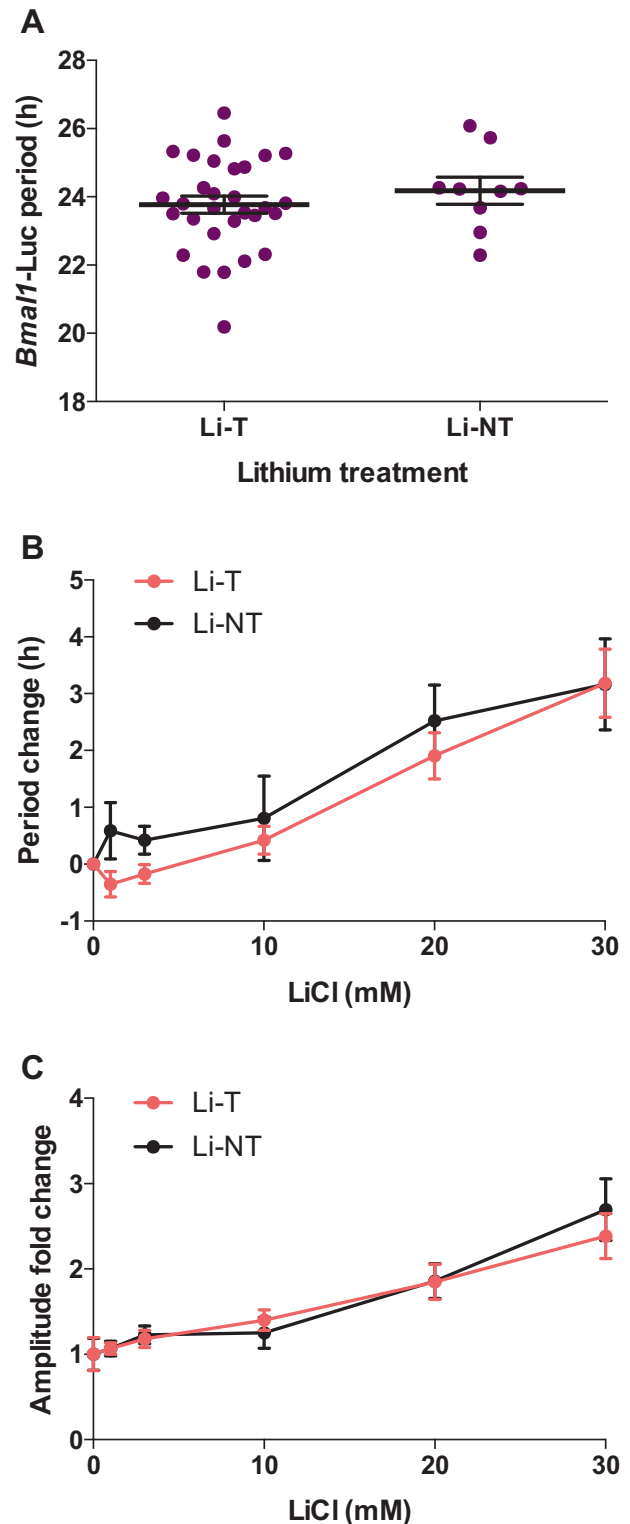 A
Bmal1-Luc period (h)
28
26
24
22
20
18
Li-T
Li-NT
Lithium treatment
B
Li-T
Li-NT
Period change (h)
5
4
3
2
1
0
-1
0
10
20
30
LiCl (mM)
C
Li-T
Li-NT
Amplitude fold change
4
3
2
1
0
0
10
20
30
LiCl (mM)